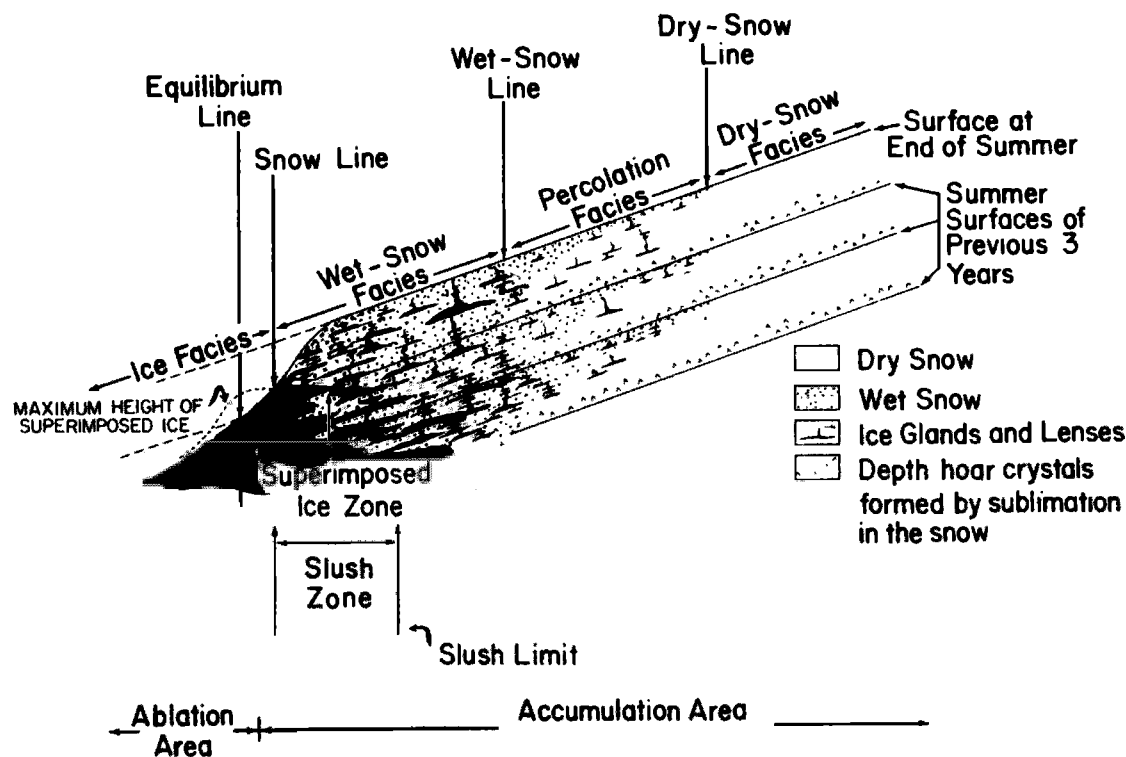 Dry-Snow
Line
Wet-Snow
Line
Equilibrium
Line
Snow Line
Dry-Snow
Facies
Surface at
End of Summer
Percolation
Facies
Summer
Surfaces of
Previous 3
Years
Wet-Snow
Facies
Ice Facies
MAXIMUM HEIGHT OF
SUPERIMPOSED ICE
Dry Snow
Wet Snow
Ice Glands and Lenses
Depth hoar crystals
formed by sublimation
in the snow
Superimposed
Ice Zone
Slush
Zone
Slush Limit
Ablation
Area
Accumulation Area